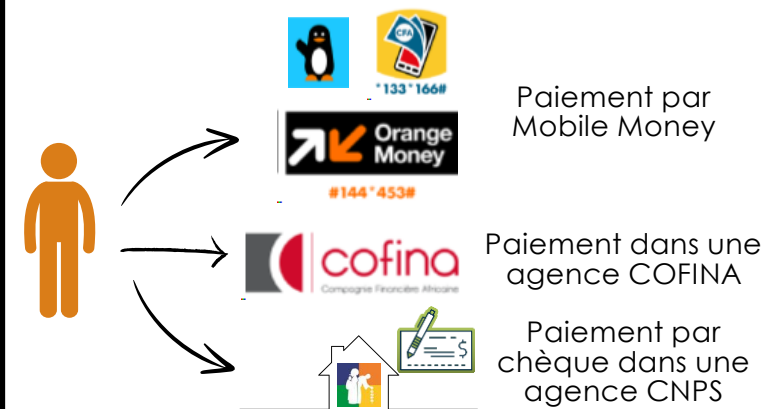 CFA
*133*166#
Paiement par
Mobile Money
Orange
Money
#144*453#
cofina
Compagnie Financière Africaine
Paiement dans une
agence COFINA
Paiement par
chèque dans une
agence CNPS
$